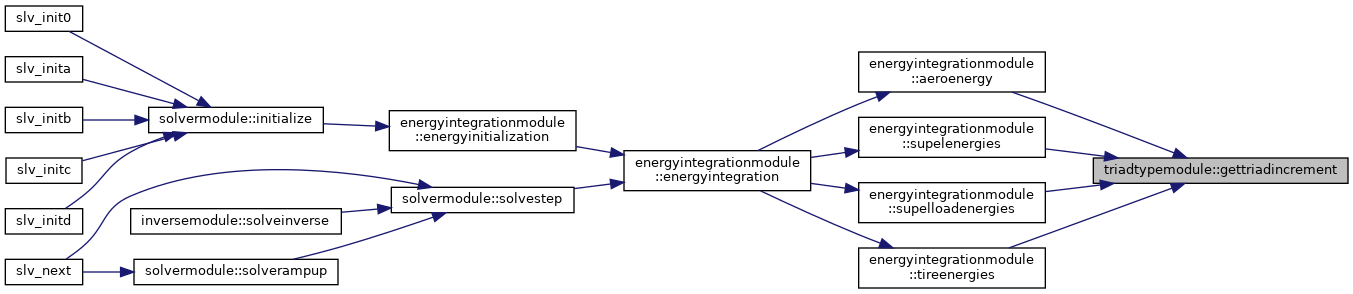 slv_init0
slv_inita
slv_initb
slv_initc
slv_initd
slv_next
solvermodule::initialize
inversemodule::solveinverse
solvermodule::solverampup
energyintegrationmodule
::energyinitialization
solvermodule::solvestep
energyintegrationmodule
::energyintegration
energyintegrationmodule
::aeroenergy
energyintegrationmodule
::supelenergies
energyintegrationmodule
::supelloadenergies
energyintegrationmodule
::tireenergies
triadtypemodule::gettriadincrement